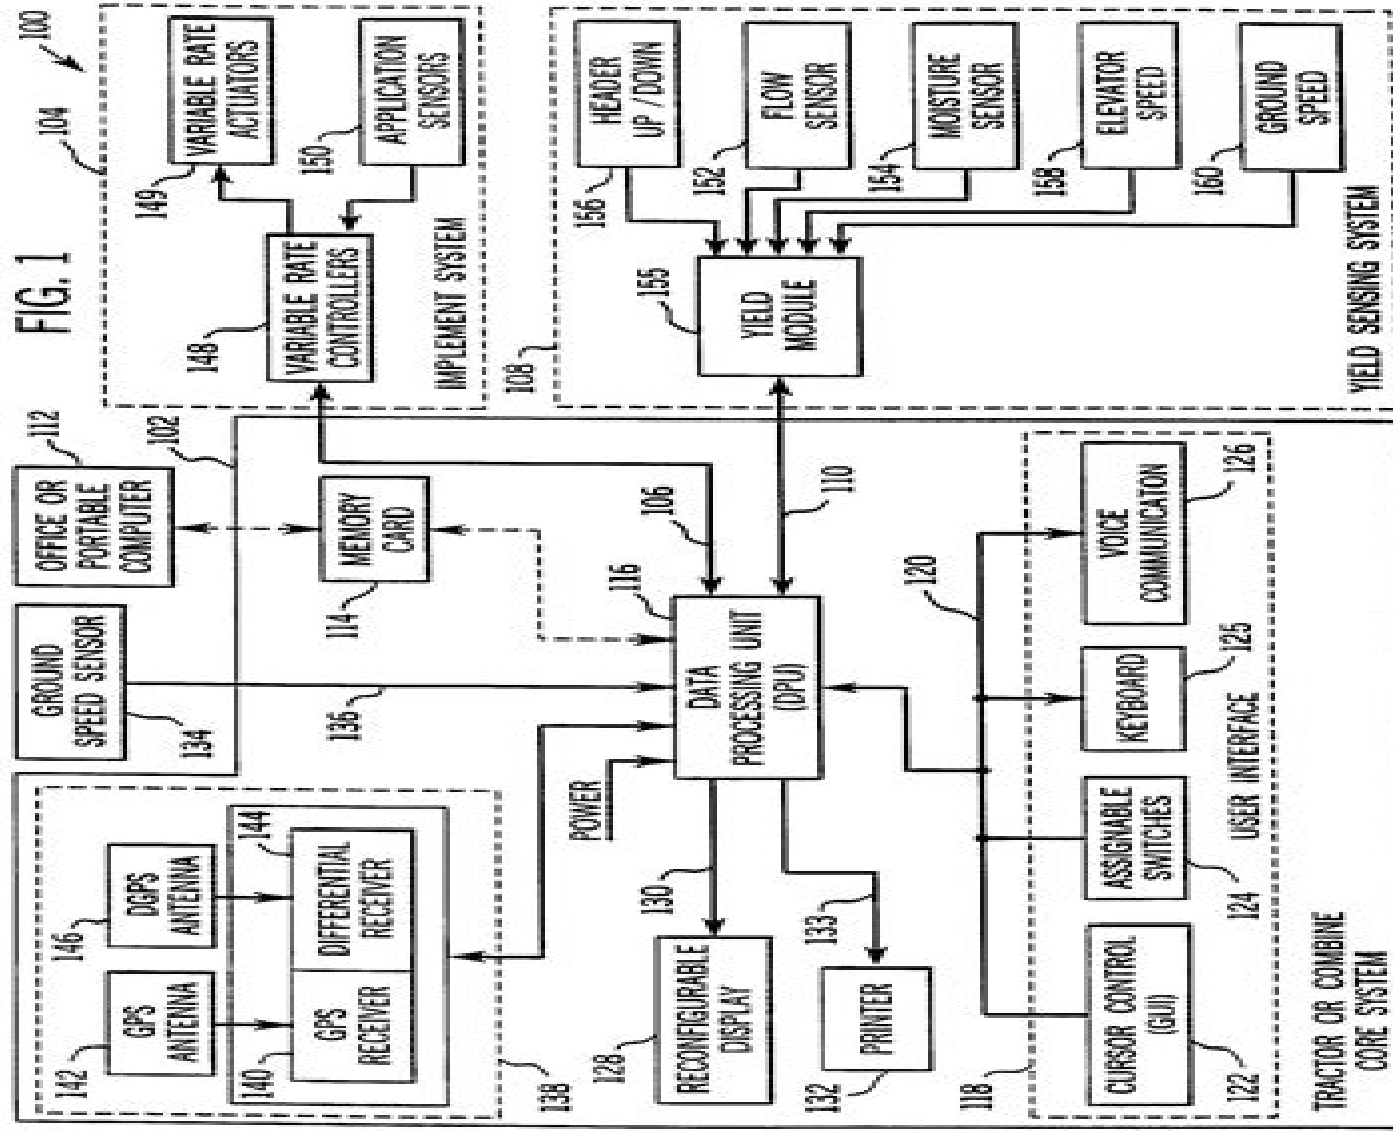 FIG. 1
100
142
GPS
ANTENNA
146
DGPS
ANTENNA
140
GPS
RECEIVER
144
DIFFERENTIAL
RECEIVER
138
134
GROUND
SPEED SENSOR
136
112
OFFICE OR
PORTABLE
COMPUTER
102
114
MEMORY
CARD
104
149
VARIABLE RATE
ACTUATORS
148
VARIABLE RATE
CONTROLLERS
150
APPLICATION
SENSORS
IMPLEMENT SYSTEM
POWER
116
DATA
PROCESSING UNIT
(DPU)
106
110
128
RECONFIGURABLE
DISPLAY
130
132
PRINTER
133
108
155
YIELD
MODULE
156
HEADER
UP / DOWN
152
FLOW
SENSOR
154
MOISTURE
SENSOR
158
ELEVATOR
SPEED
160
GROUND
SPEED
YIELD SENSING SYSTEM
118
120
122
CURSOR CONTROL
(GUI)
124
ASSIGNABLE
SWITCHES
125
KEYBOARD
126
VOICE
COMMUNICATON
USER INTERFACE
TRACTOR OR COMBINE
CORE SYSTEM